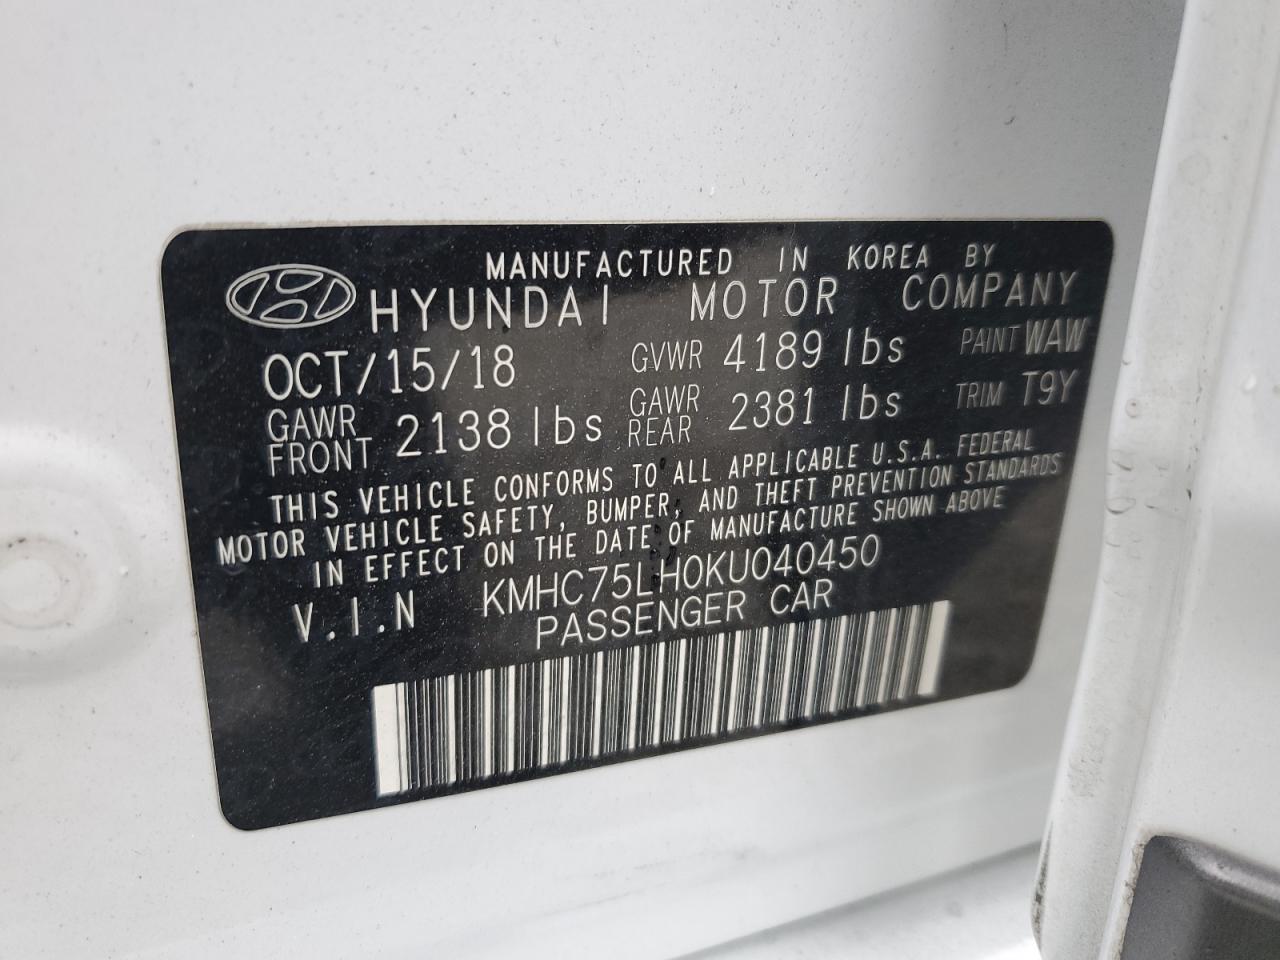 MANUFACTURED IN KOREA BY
HYUNDAI MOTOR COMPANY
OCT/15/18 GVWR 4189 lbs PAINT WAW
GAWR FRONT 2138 lbs GAWR REAR 2381 lbs TRIM T9Y
THIS VEHICLE CONFORMS TO ALL APPLICABLE U.S.A. FEDERAL
MOTOR VEHICLE SAFETY, BUMPER, AND THEFT PREVENTION STANDARDS
IN EFFECT ON THE DATE OF MANUFACTURE SHOWN ABOVE
V.I.N KMHC75LH0KU040450
PASSENGER CAR